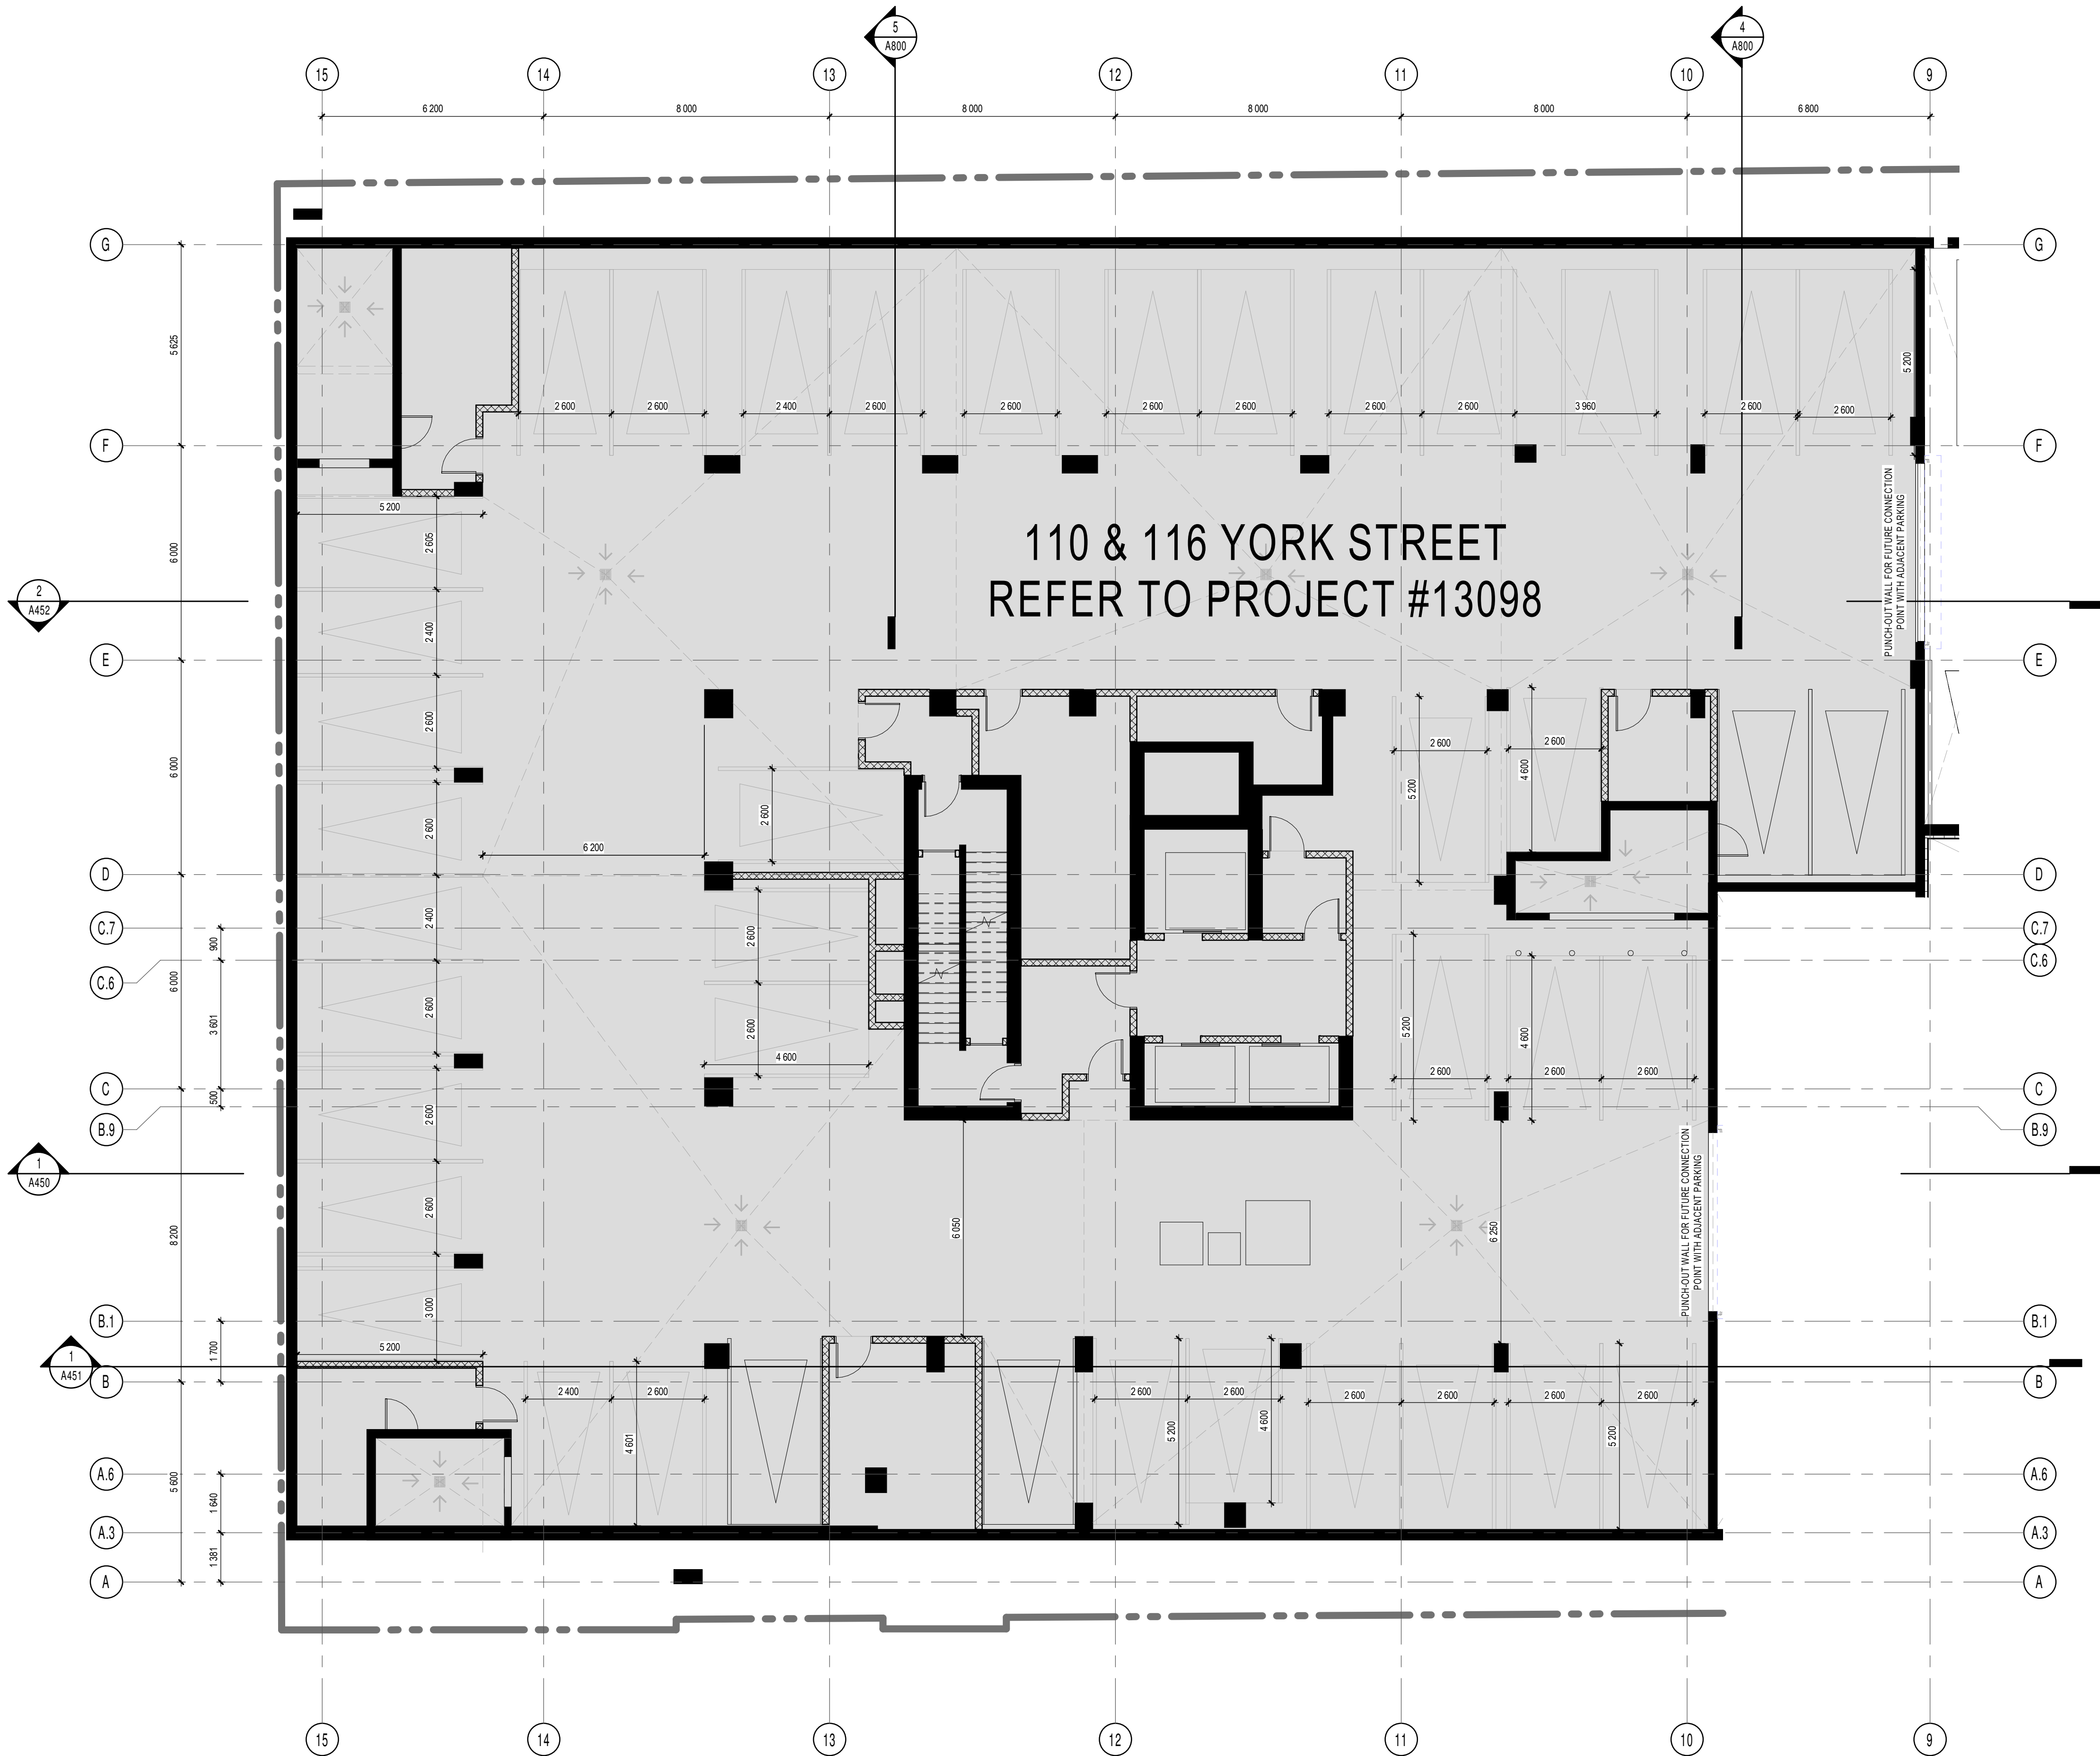 5
A800
4
A800
15
14
13
12
11
10
9
6 200
8 000
8 000
8 000
8 000
6 800
G
G
5 625
5 200
2 600
2 600
2 400
2 600
2 600
2 600
2 600
2 600
2 600
3 960
2 600
2 600
F
F
5 200
PUNCH-OUT WALL FOR FUTURE CONNECTION
POINT WITH ADJACENT PARKING
110 & 116 YORK STREET
REFER TO PROJECT #13098
6 000
2 605
2
A452
2 400
E
E
2 600
2 600
2 600
6 000
5 200
4 600
2 600
2 600
6 200
D
D
2 400
2 600
C.7
C.7
900
C.6
C.6
6 000
2 600
2 600
3 601
5 200
4 600
4 600
2 600
2 600
2 600
C
C
500
B.9
B.9
2 600
1
A450
PUNCH-OUT WALL FOR FUTURE CONNECTION
POINT WITH ADJACENT PARKING
2 600
8 200
6 050
6 250
3 000
B.1
B.1
5 200
1 700
1
A451
B
B
2 400
2 600
2 600
2 600
2 600
2 600
2 600
2 600
4 601
5 200
4 600
5 200
A.6
A.6
5 600
1 640
A.3
A.3
1 381
A
A
15
14
13
12
11
10
9